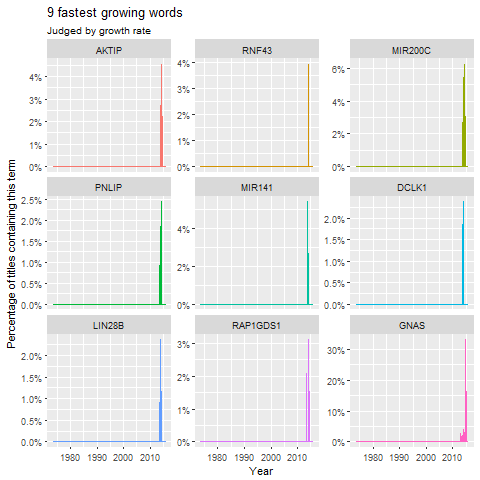 9 fastest growing words
Judged by growth rate
AKTIP RNF43 MIR200C
4% 4% 6%
3% 3% 4%
2% 2% 2%
1% 1% 0%
0% 0%
PNLIP MIR141 DCLK1
2.5% 4% 2.0%
2.0% 2% 1.5%
1.5% 0% 1.0%
1.0% 0.5%
0.5% 0.0%
0.0%
LIN28B RAP1GDS1 GNAS
2.0% 3% 30%
1.5% 2% 20%
1.0% 1% 10%
0.5% 0% 0%
0.0%
1980 1990 2000 2010 1980 1990 2000 2010 1980 1990 2000 2010
Year
Percentage of titles containing this term